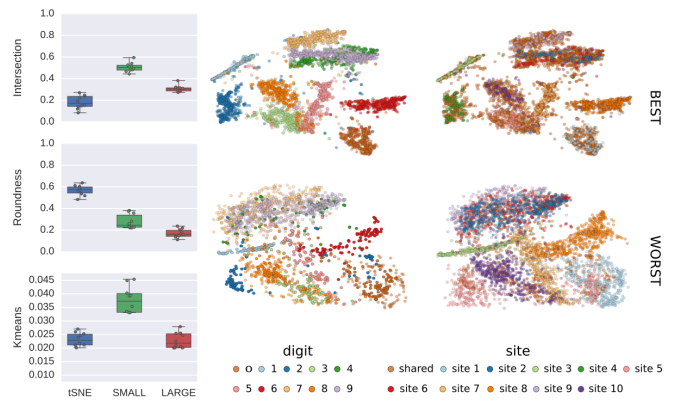 Intersection
1.0
0.8
0.6
0.4
0.2
0.0
Roundness
1.0
0.8
0.6
0.4
0.2
0.0
Kmeans
0.045
0.040
0.035
0.030
0.025
0.020
0.015
0.010
tSNE SMALL LARGE
BEST
WORST
digit
O 1 2 3 4
5 6 7 8 9
site
shared site 1 site 2 site 3 site 4 site 5
site 6 site 7 site 8 site 9 site 10